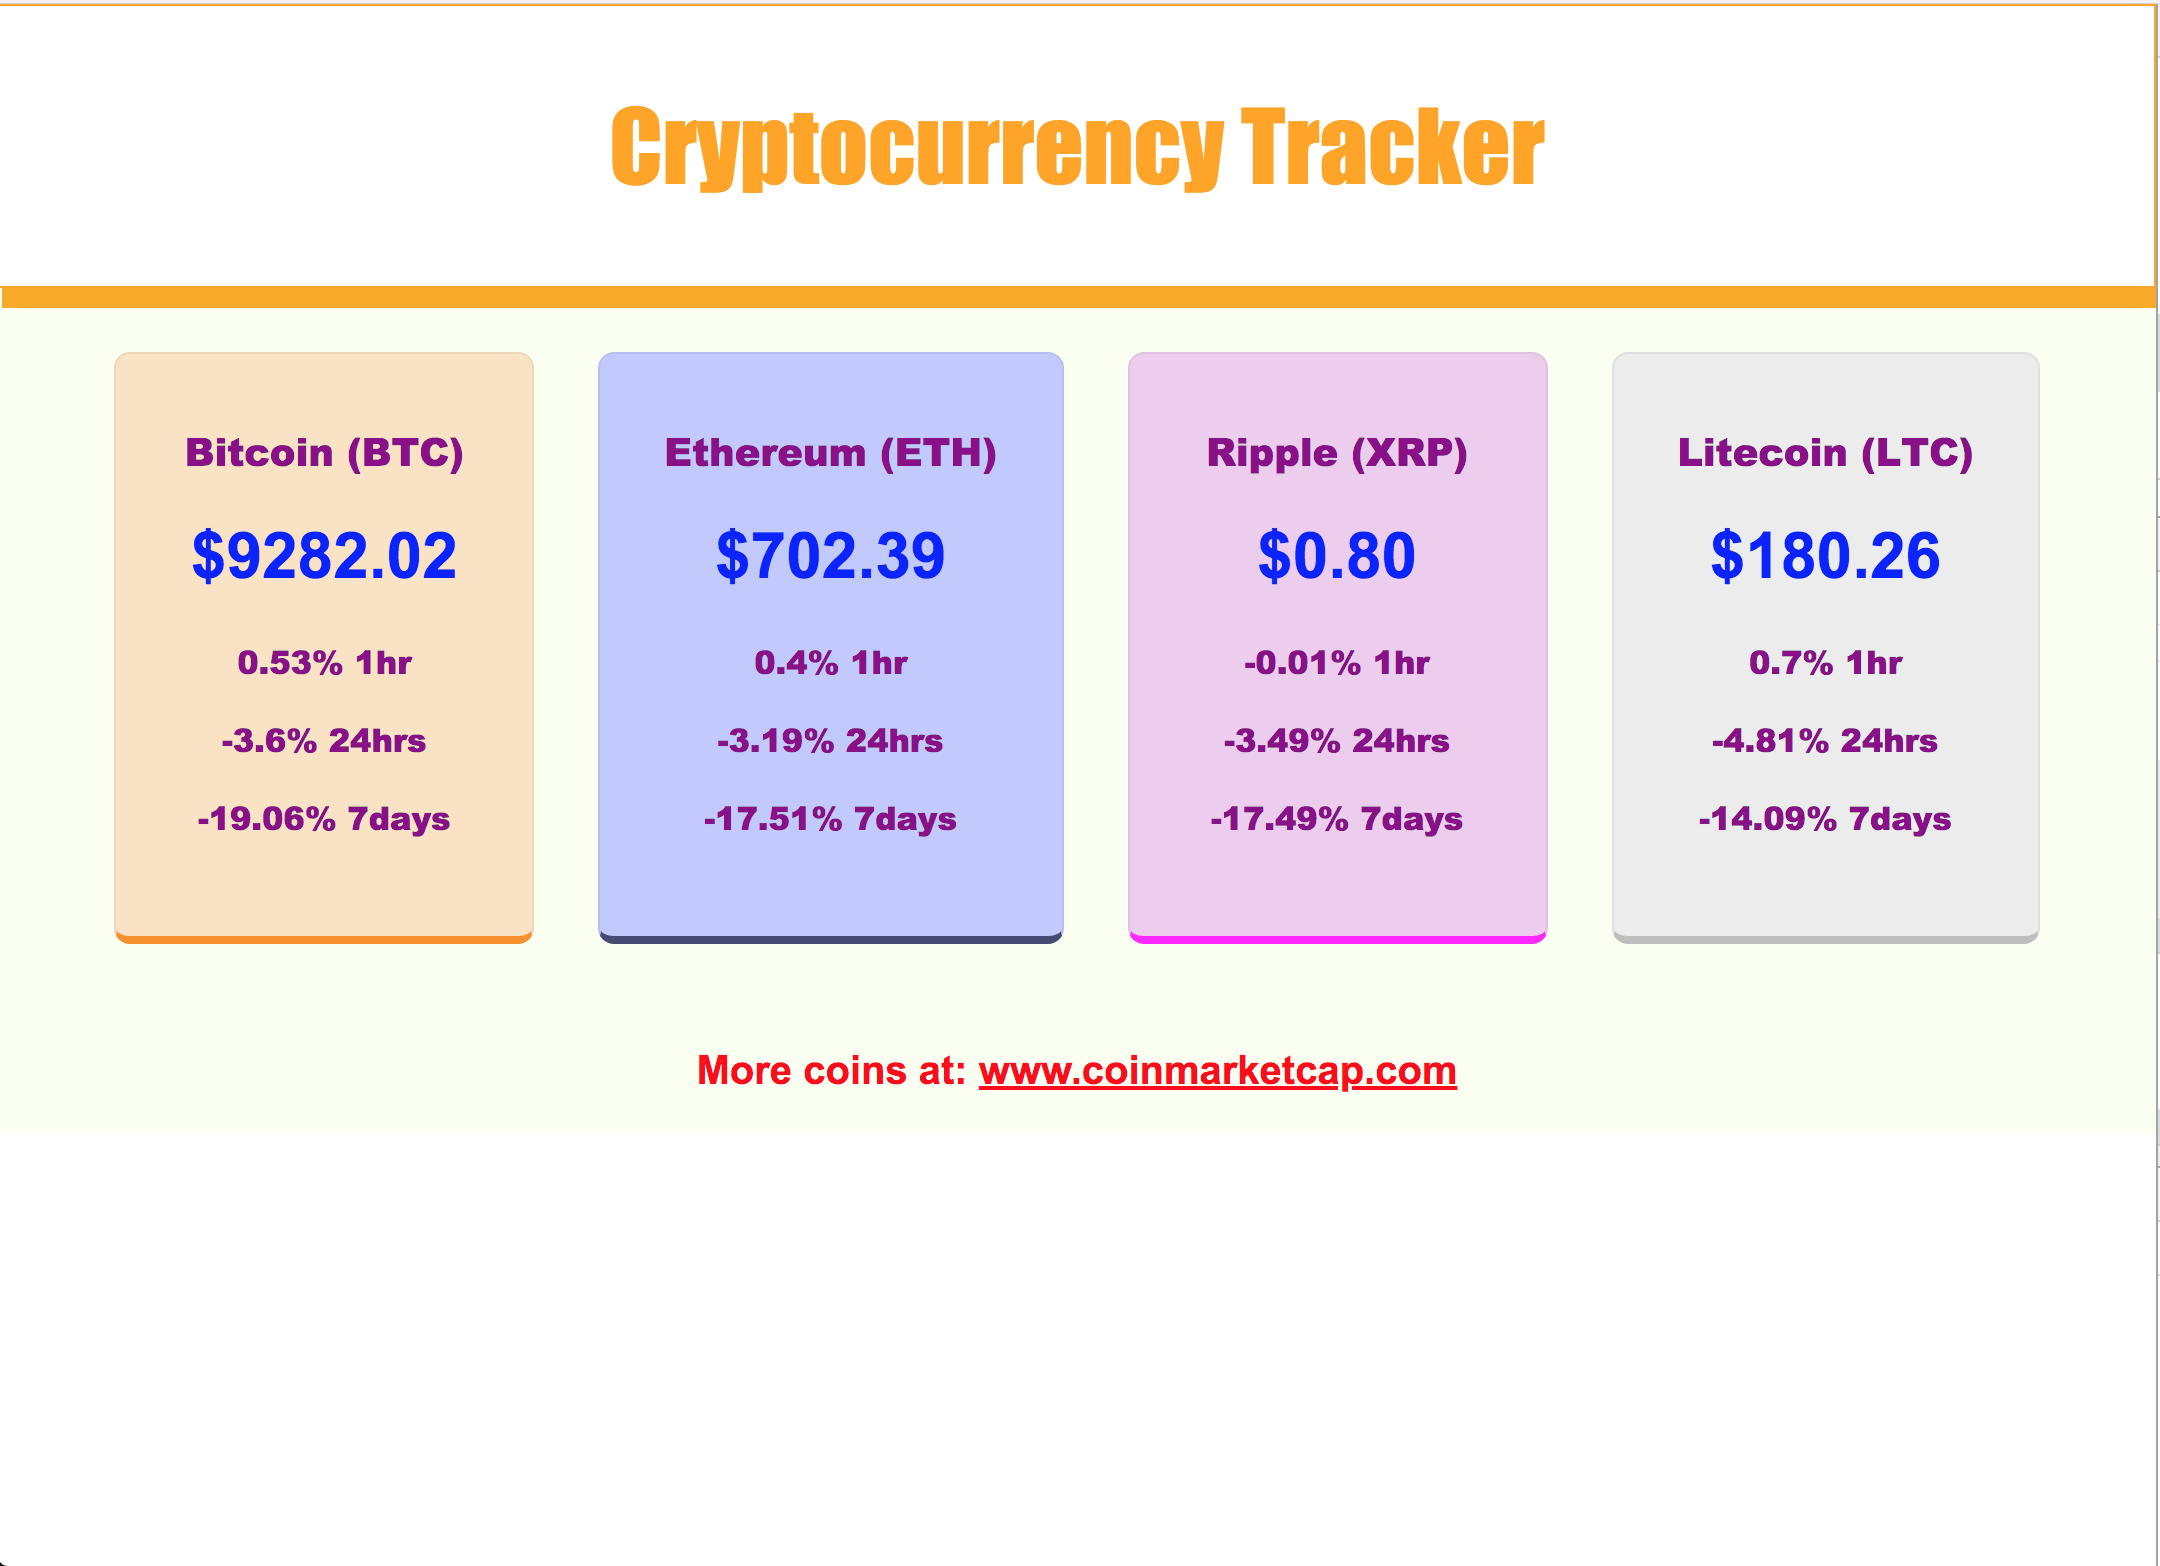 Cryptocurrency Tracker
Bitcoin (BTC)
$9282.02
0.53% 1hr
-3.6% 24hrs
-19.06% 7days
Ethereum (ETH)
$702.39
0.4% 1hr
-3.19% 24hrs
-17.51% 7days
Ripple (XRP)
$0.80
-0.01% 1hr
-3.49% 24hrs
-17.49% 7days
Litecoin (LTC)
$180.26
0.7% 1hr
-4.81% 24hrs
-14.09% 7days
More coins at: www.coinmarketcap.com